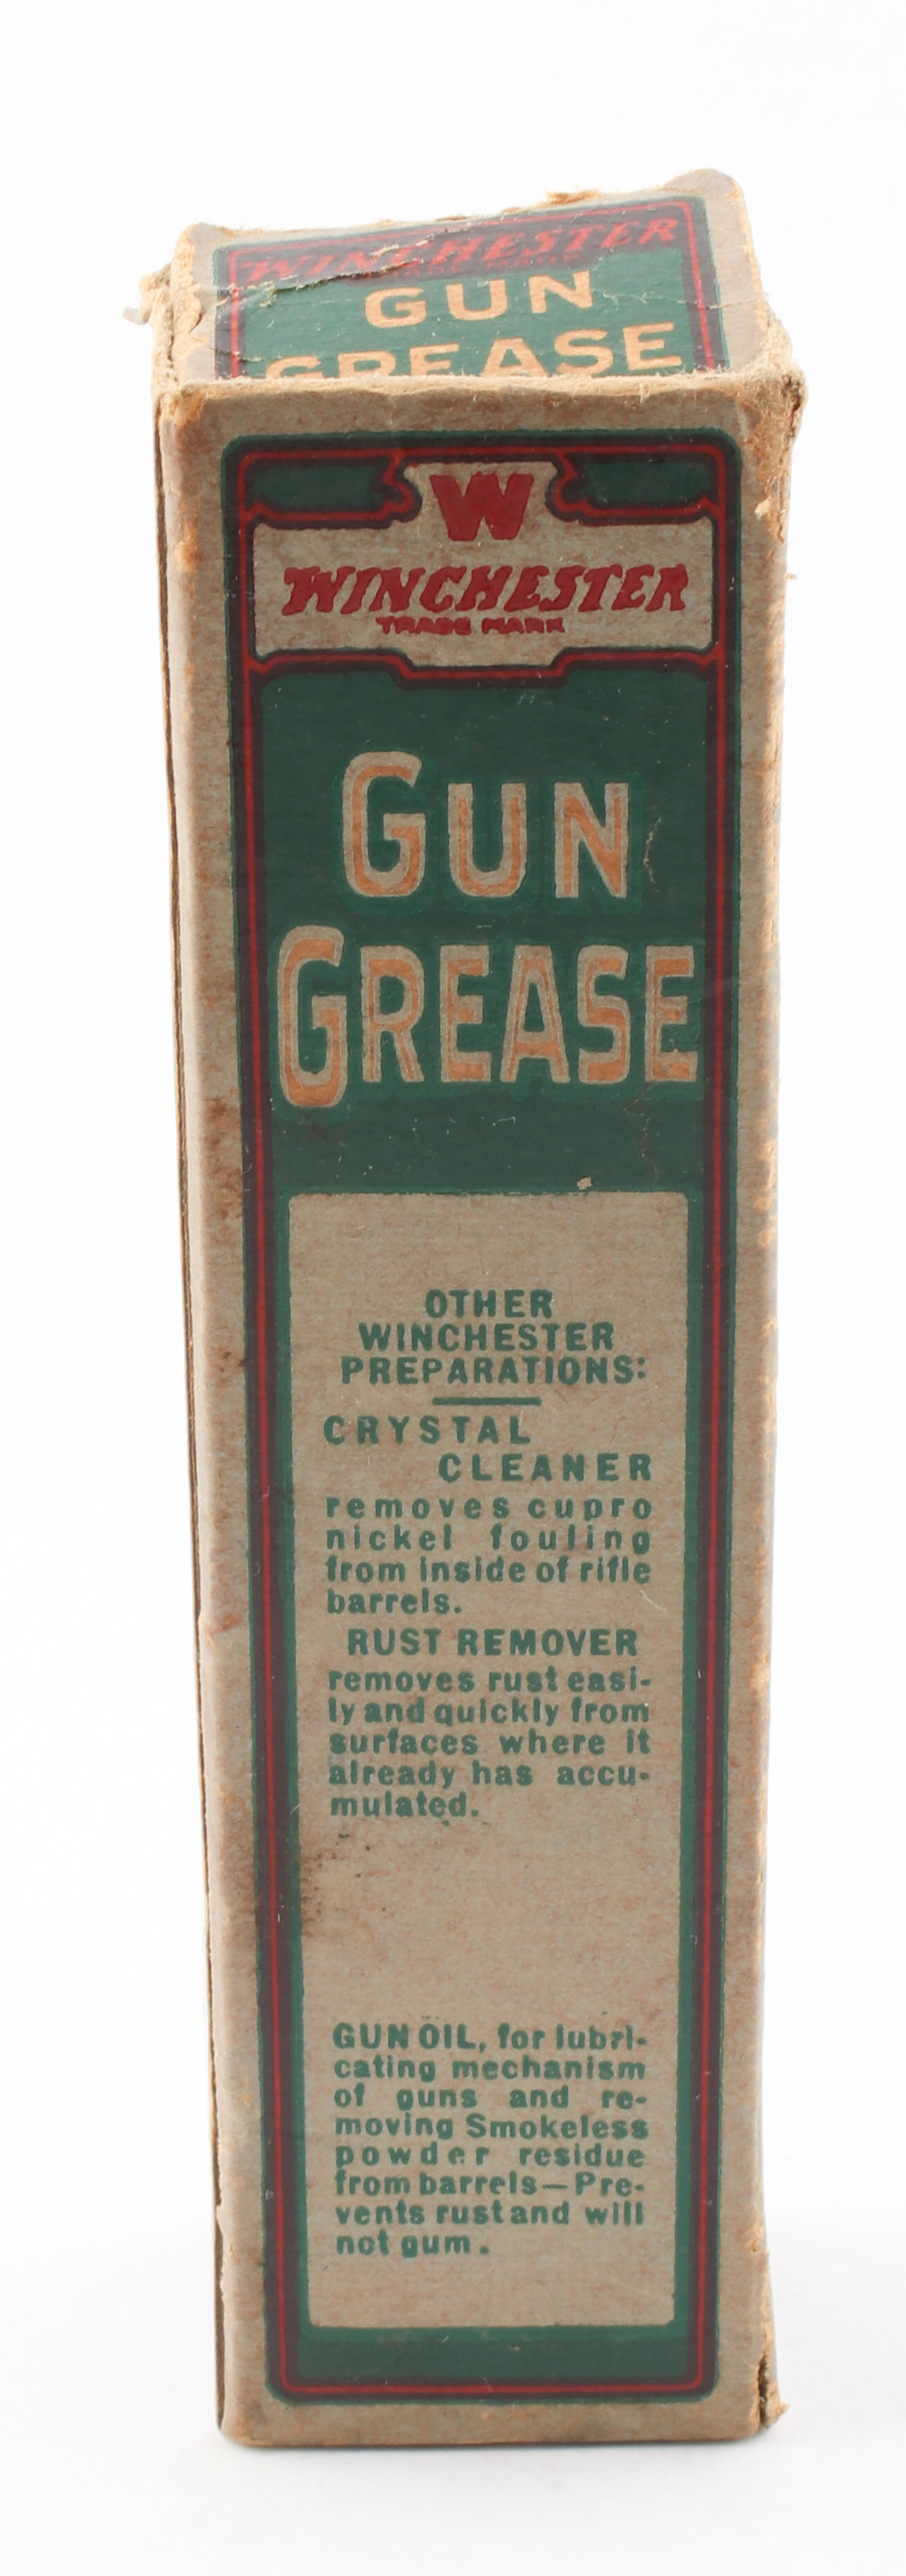 WINCHESTER
GUN
GREASE
W
WINCHESTER
TRADE MARK
GUN
GREASE
OTHER
WINCHESTER
PREPARATIONS:
CRYSTAL
CLEANER
removes cupro
nickel fouling
from inside of rifle
barrels.
RUST REMOVER
removes rust easi-
ly and quickly from
surfaces where it
already has accu-
mulated.
GUN OIL, for lubri-
cating mechanism
of guns and re-
moving Smokeless
powder residue
from barrels—Pre-
vents rust and will
not gum.